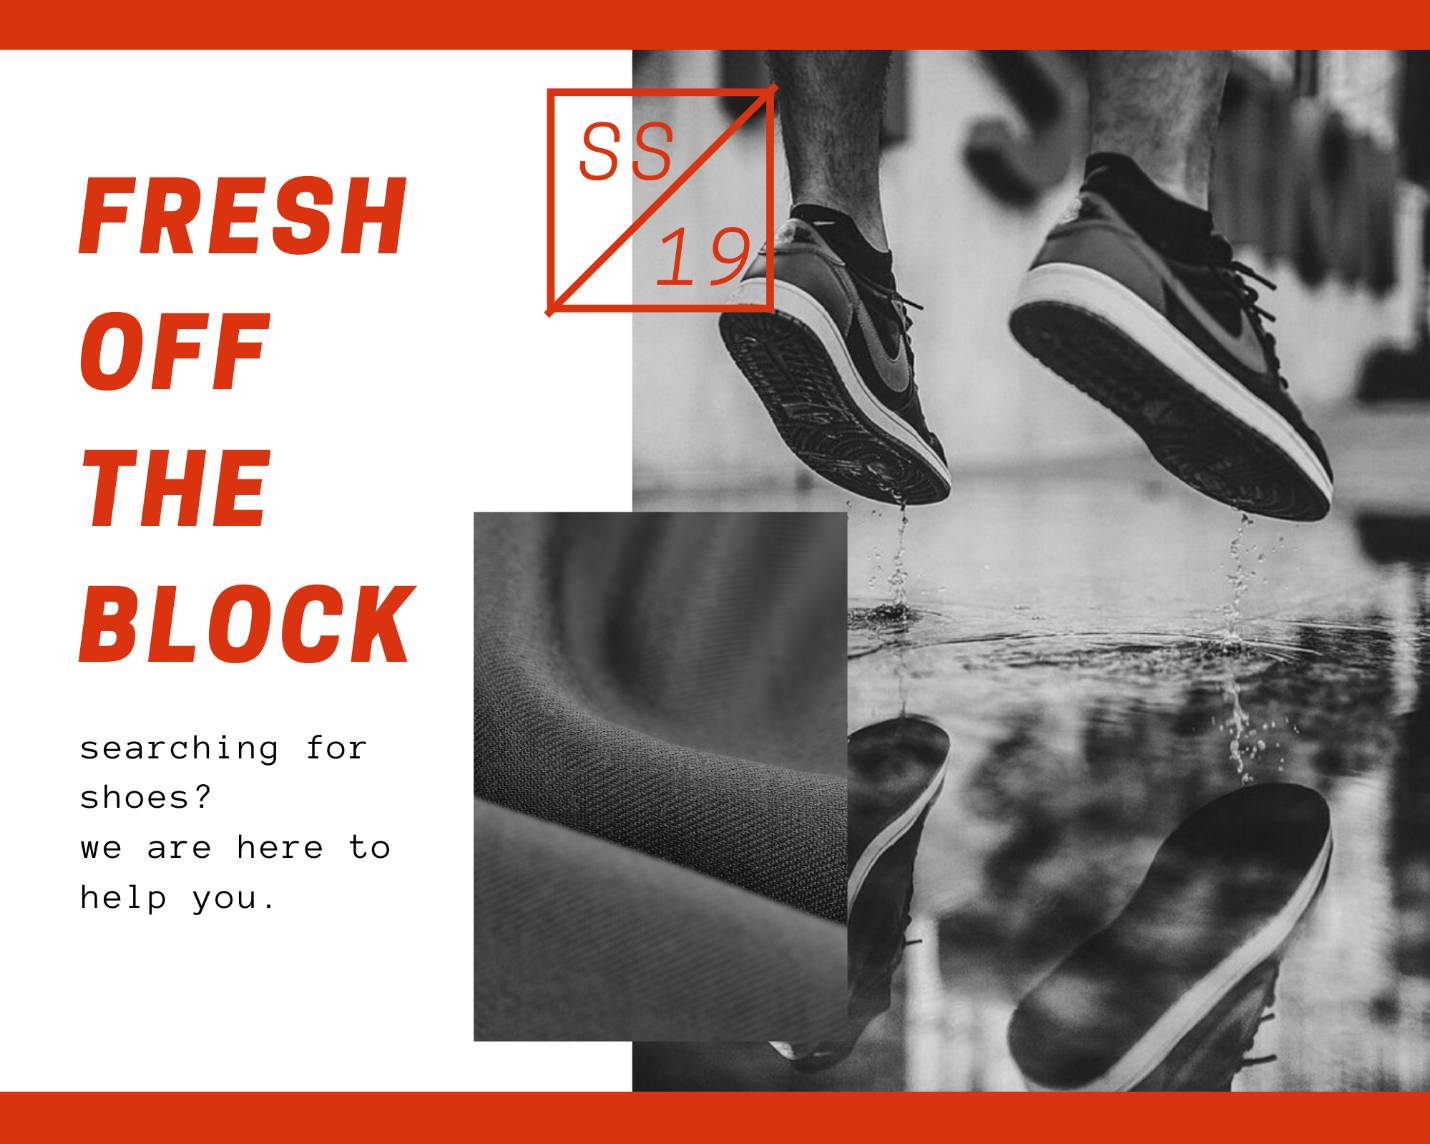 FRESH
OFF
THE
BLOCK
SS
19
searching for
shoes?
we are here to
help you.